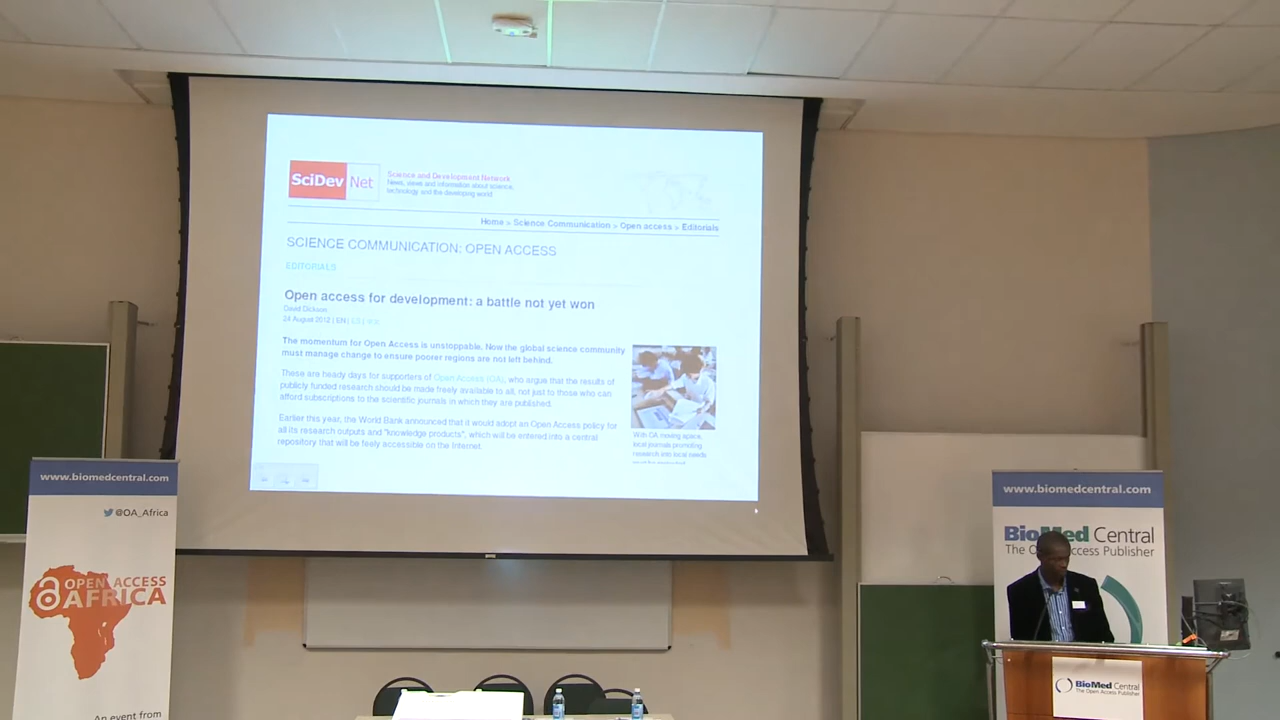 SciDev Net
Science and Development Network
News, views and information about science,
technology and the developing world
Home > Science Communication > Open access > Editorials
SCIENCE COMMUNICATION: OPEN ACCESS
EDITORIALS
Open access for development: a battle not yet won
David Dickson
24 August 2012 | EN |
The momentum for Open Access is unstoppable. Now the global science community
must manage change to ensure poorer regions are not left behind.
These are heady days for supporters of Open Access (OA), who argue that the results of
publicly funded research should be made freely available to all, not just to those who can
afford subscriptions to the scientific journals in which they are published.
Earlier this year, the World Bank announced that it would adopt an Open Access policy for
all its research outputs and "knowledge products", which will be entered into a central
repository that will be feely accessible on the Internet.
With OA moving apace,
local journals promoting
research into local needs
www.biomedcentral.com
@OA_Africa
OPEN ACCESS
AFRICA
An event from
www.biomedcentral.com
BioMed Central
The Open Access Publisher
BioMed Central
The Open Access Publisher